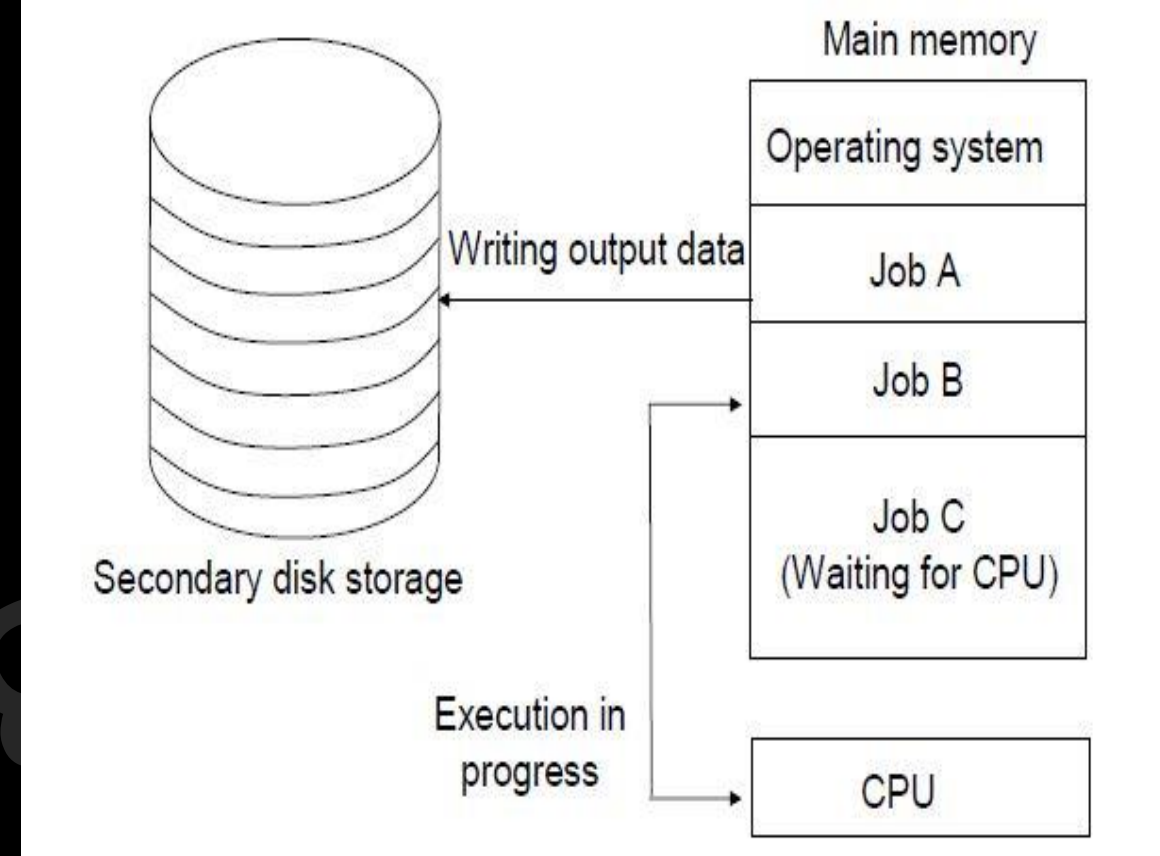 Main memory
Operating system
Writing output data
Job A
Job B
Job C
(Waiting for CPU)
Secondary disk storage
Execution in
progress
CPU